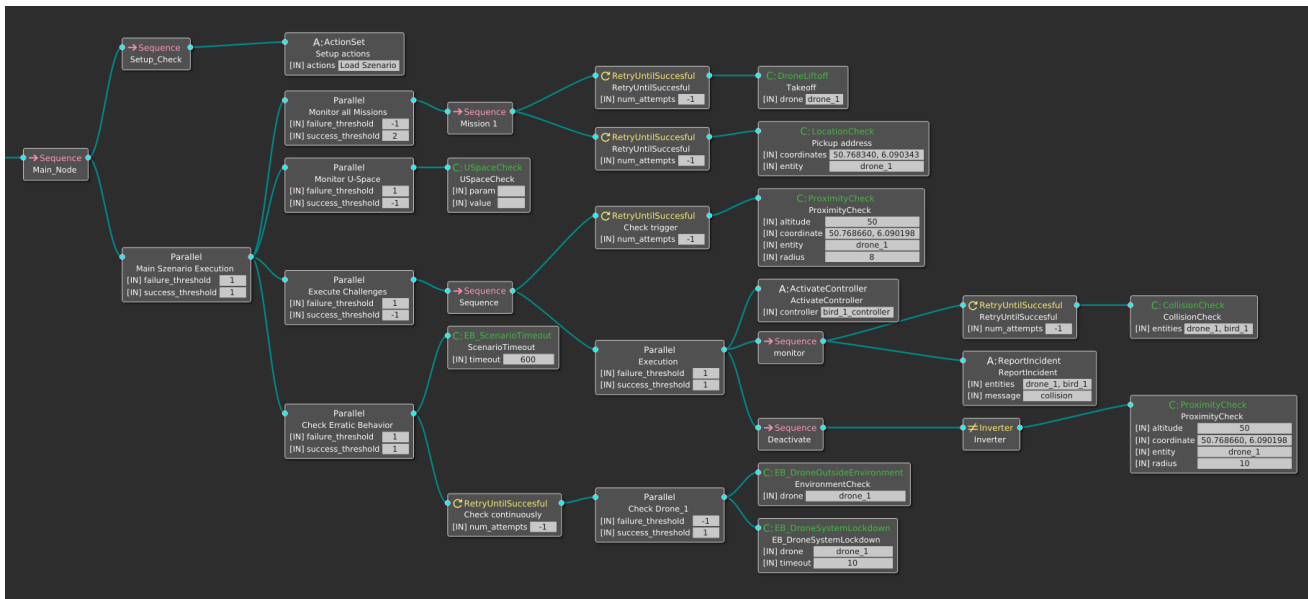 →Sequence
Main_Node
→Sequence
Setup_Check
A:ActionSet
Setup actions
[IN] actions Load Szenario
Parallel
Main Szenario Execution
[IN] failure_threshold 1
[IN] success_threshold 1
Parallel
Monitor all Missions
[IN] failure_threshold -1
[IN] success_threshold 2
→Sequence
Mission 1
RetryUntilSuccesful
RetryUntilSuccesful
[IN] num_attempts -1
C:DroneLiftoff
Takeoff
[IN] drone drone_1
RetryUntilSuccesful
RetryUntilSuccesful
[IN] num_attempts -1
C:LocationCheck
Pickup address
[IN] coordinates 50.768340, 6.090343
[IN] entity drone_1
Parallel
Monitor U-Space
[IN] failure_threshold 1
[IN] success_threshold -1
C:USpaceCheck
USpaceCheck
[IN] param
[IN] value
Parallel
Execute Challenges
[IN] failure_threshold 1
[IN] success_threshold -1
→Sequence
Sequence
RetryUntilSuccesful
Check trigger
[IN] num_attempts -1
C:ProximityCheck
ProximityCheck
[IN] altitude 50
[IN] coordinate 50.768660, 6.090198
[IN] entity drone_1
[IN] radius 8
Parallel
Execution
[IN] failure_threshold 1
[IN] success_threshold 1
A:ActivateController
ActivateController
[IN] controller bird_1_controller
→Sequence
monitor
RetryUntilSuccesful
RetryUntilSuccesful
[IN] num_attempts -1
C:CollisionCheck
CollisionCheck
[IN] entities drone_1, bird_1
A:ReportIncident
ReportIncident
[IN] entities drone_1, bird_1
[IN] message collision
→Sequence
Deactivate
≠Inverter
Inverter
C:ProximityCheck
ProximityCheck
[IN] altitude 50
[IN] coordinate 50.768660, 6.090198
[IN] entity drone_1
[IN] radius 10
Parallel
Check Erratic Behavior
[IN] failure_threshold 1
[IN] success_threshold 1
C:EB_ScenarioTimeout
ScenarioTimeout
[IN] timeout 600
RetryUntilSuccesful
Check continuously
[IN] num_attempts -1
Parallel
Check Drone_1
[IN] failure_threshold -1
[IN] success_threshold 1
C:EB_DroneOutsideEnvironment
EnvironmentCheck
[IN] drone drone_1
C:EB_DroneSystemLockdown
EB_DroneSystemLockdown
[IN] drone drone_1
[IN] timeout 10